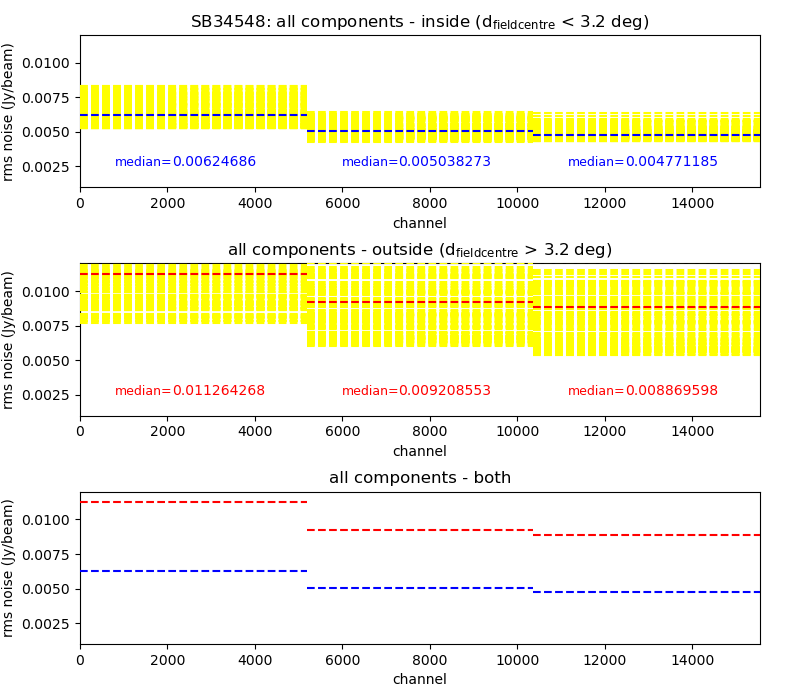 SB34548: all components - inside (dfieldcentre < 3.2 deg)
rms noise (Jy/beam)
0.0100
0.0075
0.0050
0.0025
median=0.00624686 median=0.005038273 median=0.004771185
0 2000 4000 6000 8000 10000 12000 14000
channel
all components - outside (dfieldcentre > 3.2 deg)
rms noise (Jy/beam)
0.0100
0.0075
0.0050
0.0025
median=0.011264268 median=0.009208553 median=0.008869598
0 2000 4000 6000 8000 10000 12000 14000
channel
all components - both
rms noise (Jy/beam)
0.0100
0.0075
0.0050
0.0025
0 2000 4000 6000 8000 10000 12000 14000
channel